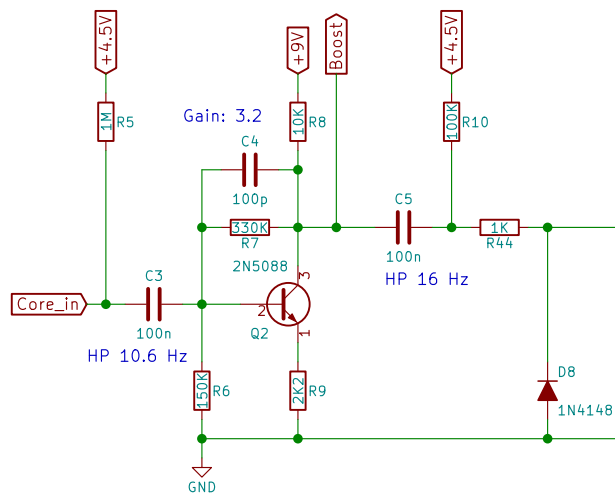 +4.5V
+9V
Boost
+4.5V
1M
R5
Gain: 3.2
10K
R8
100K
R10
C4
100p
330K
R7
C5
100n
1K
R44
HP 16 Hz
2N5088
3
Core_in
C3
100n
2
Q2
1
HP 10.6 Hz
150K
R6
2K2
R9
D8
1N4148
GND